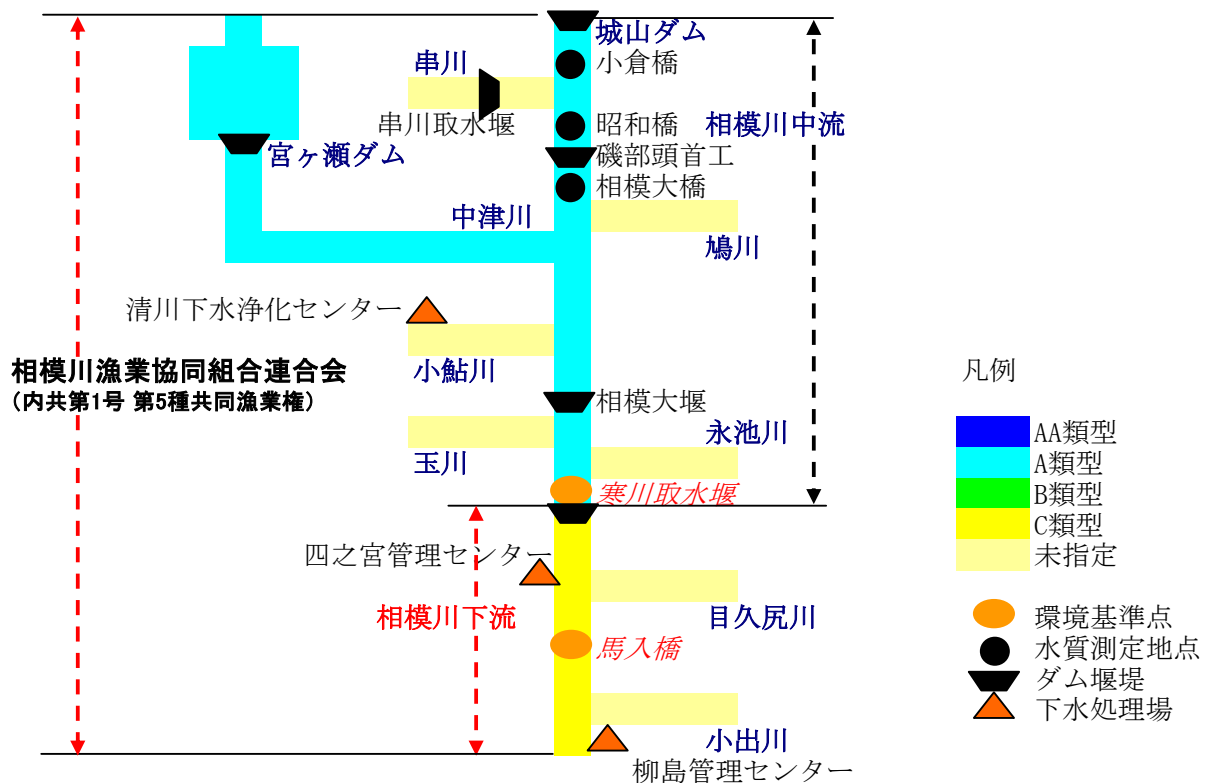 城山ダム
小倉橋
串川
串川取水堰
昭和橋
相模川中流
磯部頭首工
宮ヶ瀬ダム
相模大橋
中津川
鳩川
清川下水浄化センター
相模川漁業協同組合連合会
(内共第1号 第5種共同漁業権)
小鮎川
相模大堰
永池川
玉川
寒川取水堰
四之宮管理センター
相模川下流
目久尻川
馬入橋
小出川
柳島管理センター
凡例
AA類型
A類型
B類型
C類型
未指定
環境基準点
水質測定地点
ダム堰堤
下水処理場